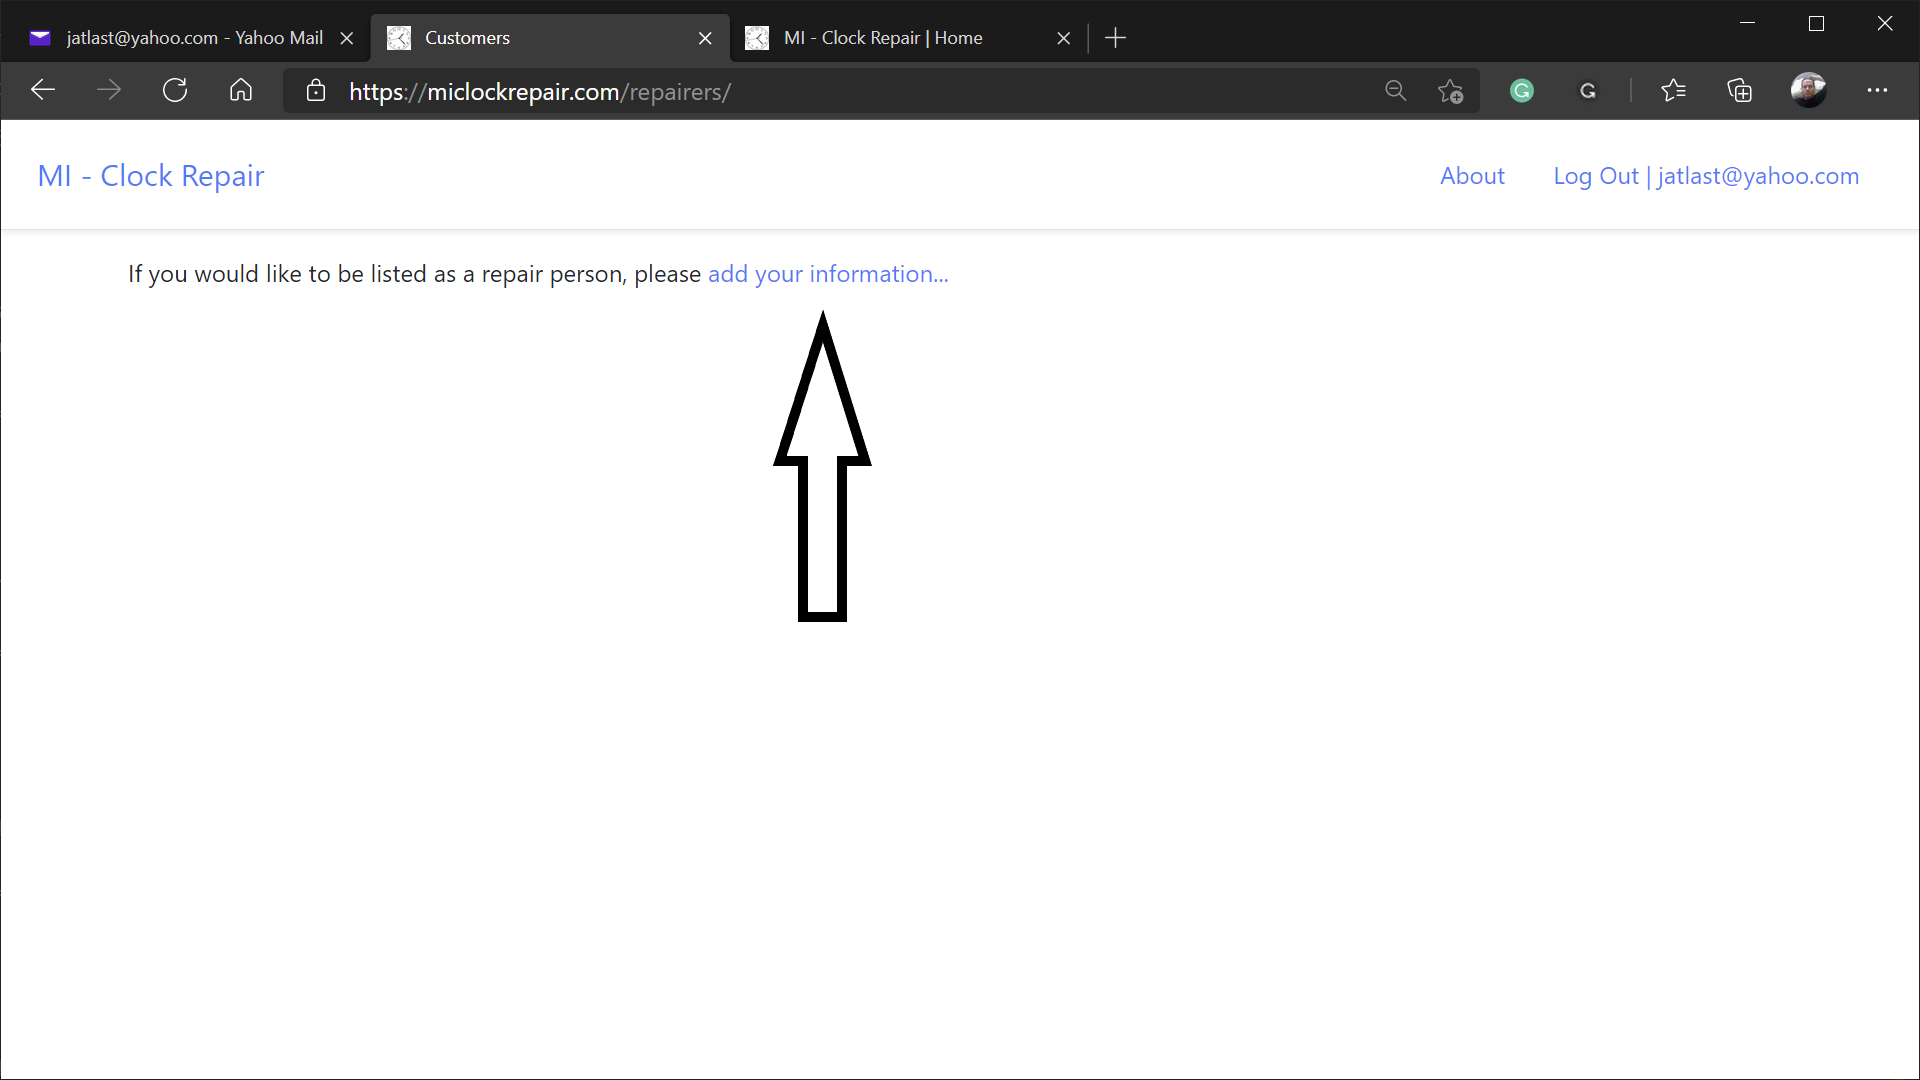 jatlast@yahoo.com - Yahoo Mail
Customers
MI - Clock Repair | Home
https://miclockrepair.com/repairers/
MI - Clock Repair
About
Log Out | jatlast@yahoo.com
If you would like to be listed as a repair person, please add your information...